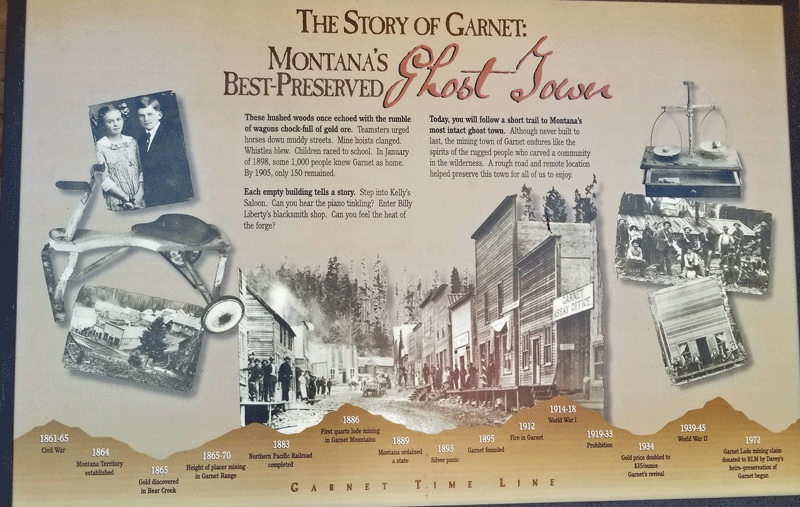 THE STORY OF GARNET:
MONTANA'S
BEST-PRESERVED Ghost Town
These hushed woods once echoed with the rumble
of wagons chock-full of gold ore. Teamsters urged
horses down muddy streets. Mine hoists clanged.
Whistles blew. Children raced to school. In January
of 1898, some 1,000 people knew Garnet as home.
By 1905, only 150 remained.
Each empty building tells a story. Step into Kelly's
Saloon. Can you hear the piano tinkling? Enter Billy
Liberty's blacksmith shop. Can you feel the heat of
the forge?
Today, you will follow a short trail to Montana's
most intact ghost town. Although never built to
last, the mining town of Garnet endures like the
spirits of the rugged people who carved a community
in the wilderness. A rough road and remote location
helped preserve this town for all of us to enjoy.
GARNET
ASSAY OFFICE
1861-65
Civil War
1864
Montana Territory
established
1865
Gold discovered
in Bear Creek
1865-70
Height of placer mining
in Garnet Range
1883
Northern Pacific Railroad
completed
1886
First quartz lode mining
in Garnet Mountains
1889
Montana ordained
a state
1893
Silver panic
1895
Garnet founded
1912
Fire in Garnet
1914-18
World War I
1919-33
Prohibition
1934
Gold price doubled to
$35/ounce
Garnet's revival
1939-45
World War II
1972
Garnet Lode mining claim
donated to BLM by Davey's
heirs–preservation of
Garnet begun
GARNET TIME LINE